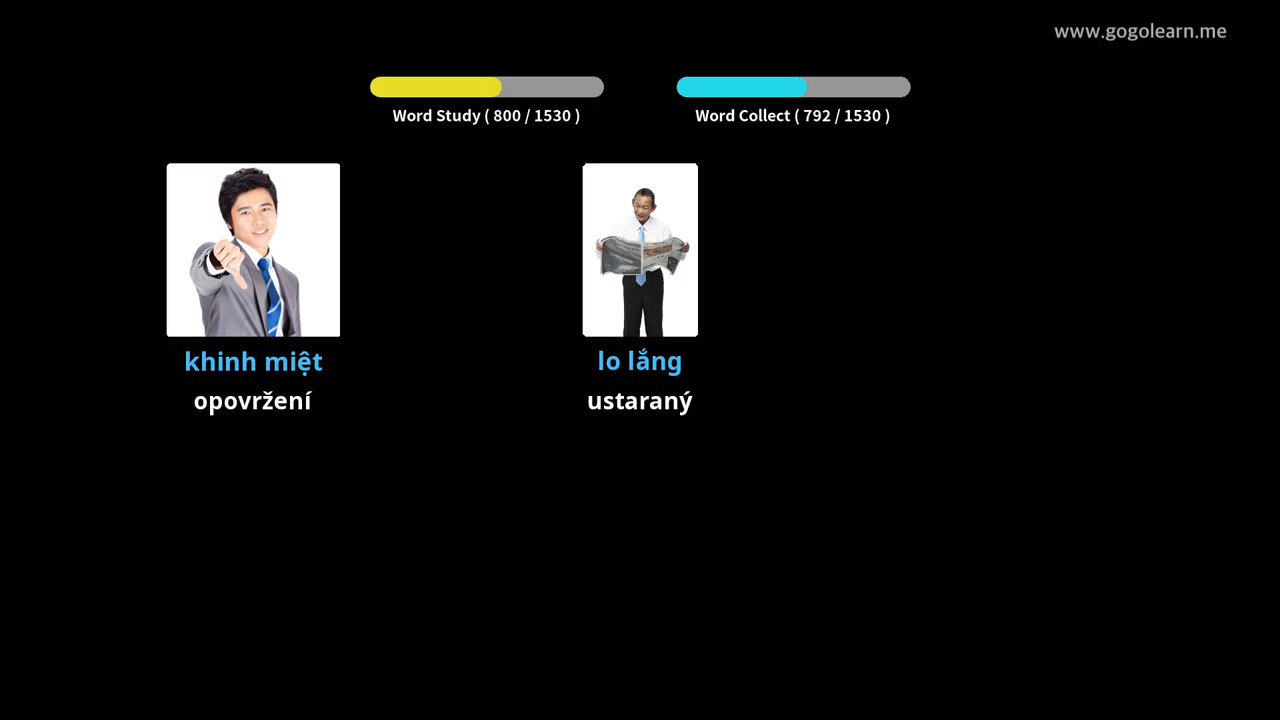 www.gogolearn.me
Word Study ( 800 / 1530 )
Word Collect ( 792 / 1530 )
khinh miệt
lo lắng
opovržení
ustaraný